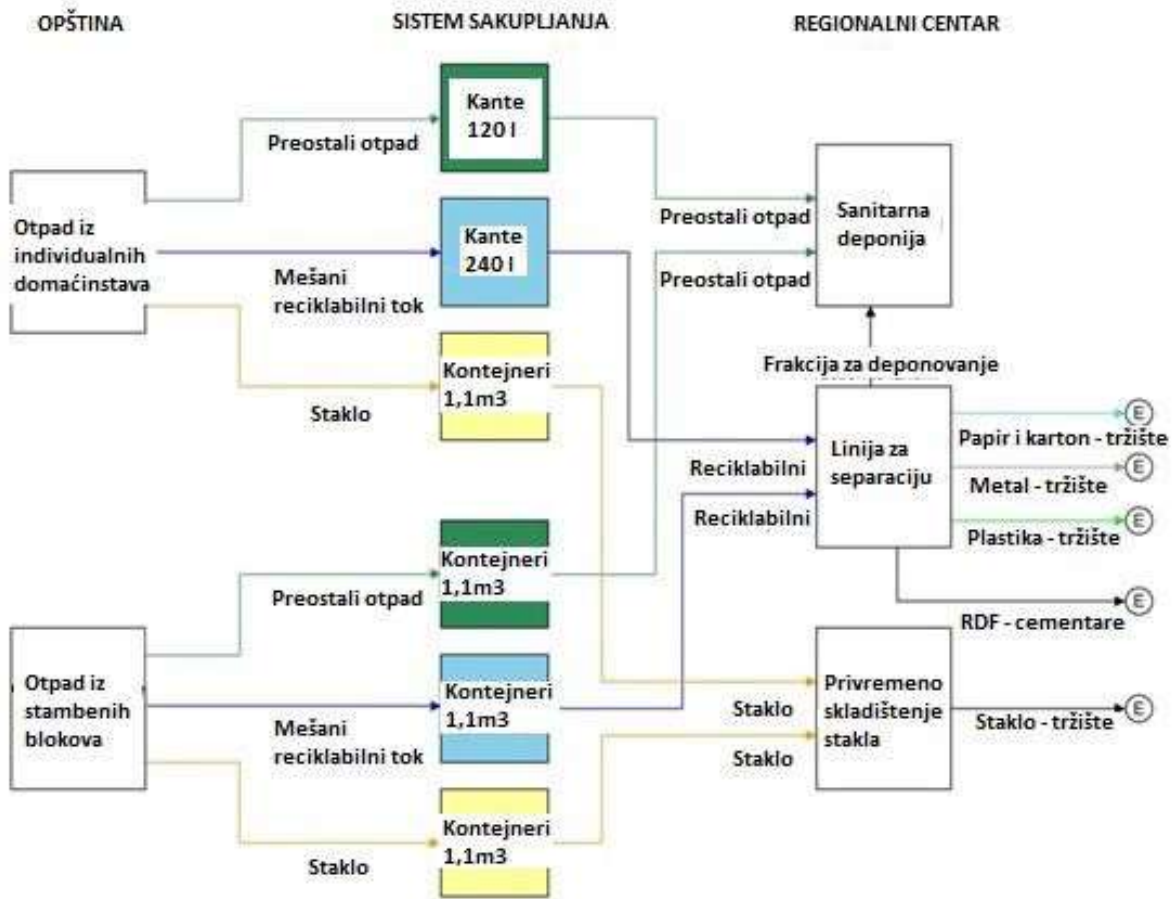 OPŠTINA
SISTEM SAKUPLJANJA
REGIONALNI CENTAR
Otpad iz
individualnih
domaćinstava
Preostali otpad
Mešani
reciklabilni tok
Staklo
Kante
120 l
Kante
240 l
Kontejneri
1,1m3
Otpad iz
stambenih
blokova
Preostali otpad
Mešani
reciklabilni tok
Staklo
Kontejneri
1,1m3
Kontejneri
1,1m3
Kontejneri
1,1m3
Preostali otpad
Preostali otpad
Sanitarna
deponija
Frakcija za deponovanje
Reciklabilni
Reciklabilni
Linija za
separaciju
E
Papir i karton - tržište
E
Metal - tržište
E
Plastika - tržište
E
RDF - cementare
Staklo
Staklo
Privremeno
skladištenje
stakla
E
Staklo - tržište